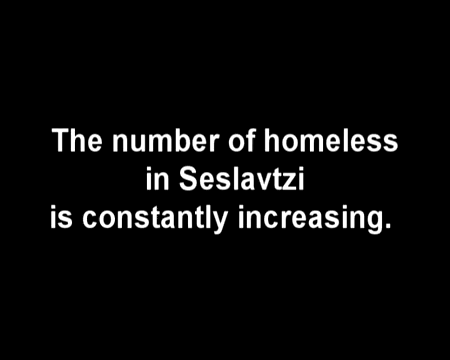 The number of homeless
in Seslavtzi
is constantly increasing.